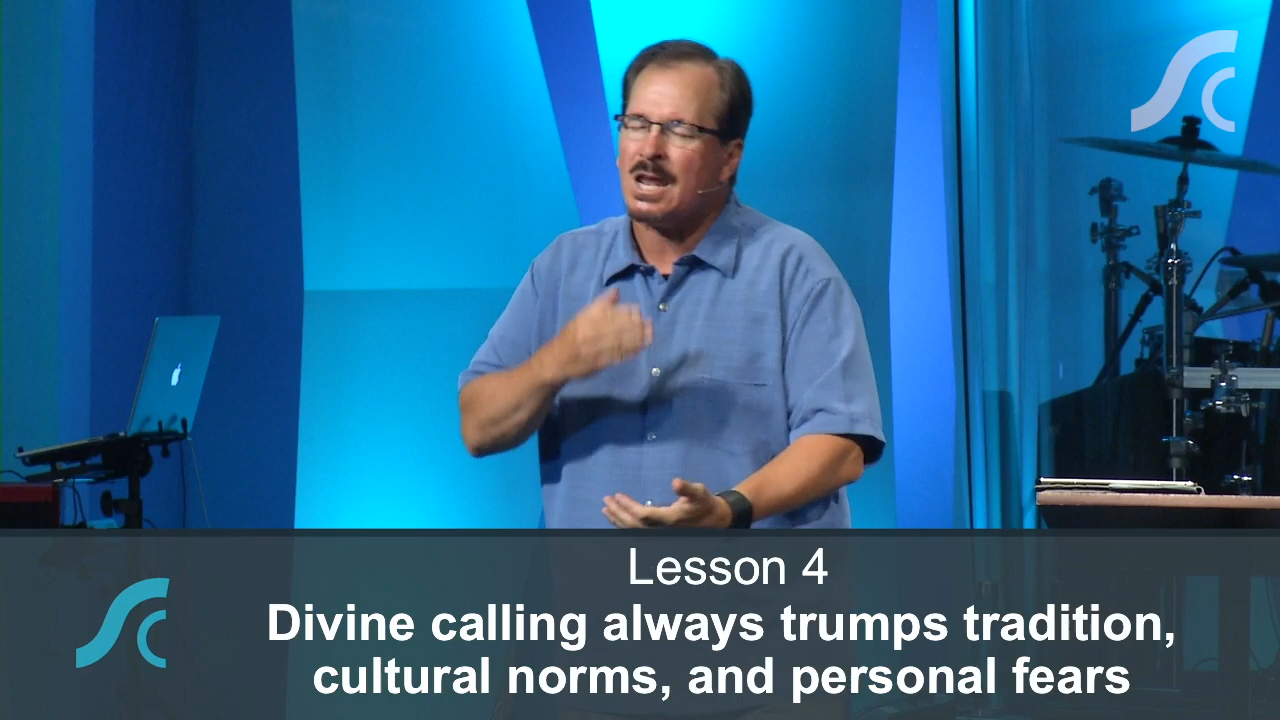 Lesson 4
Divine calling always trumps tradition,
cultural norms, and personal fears